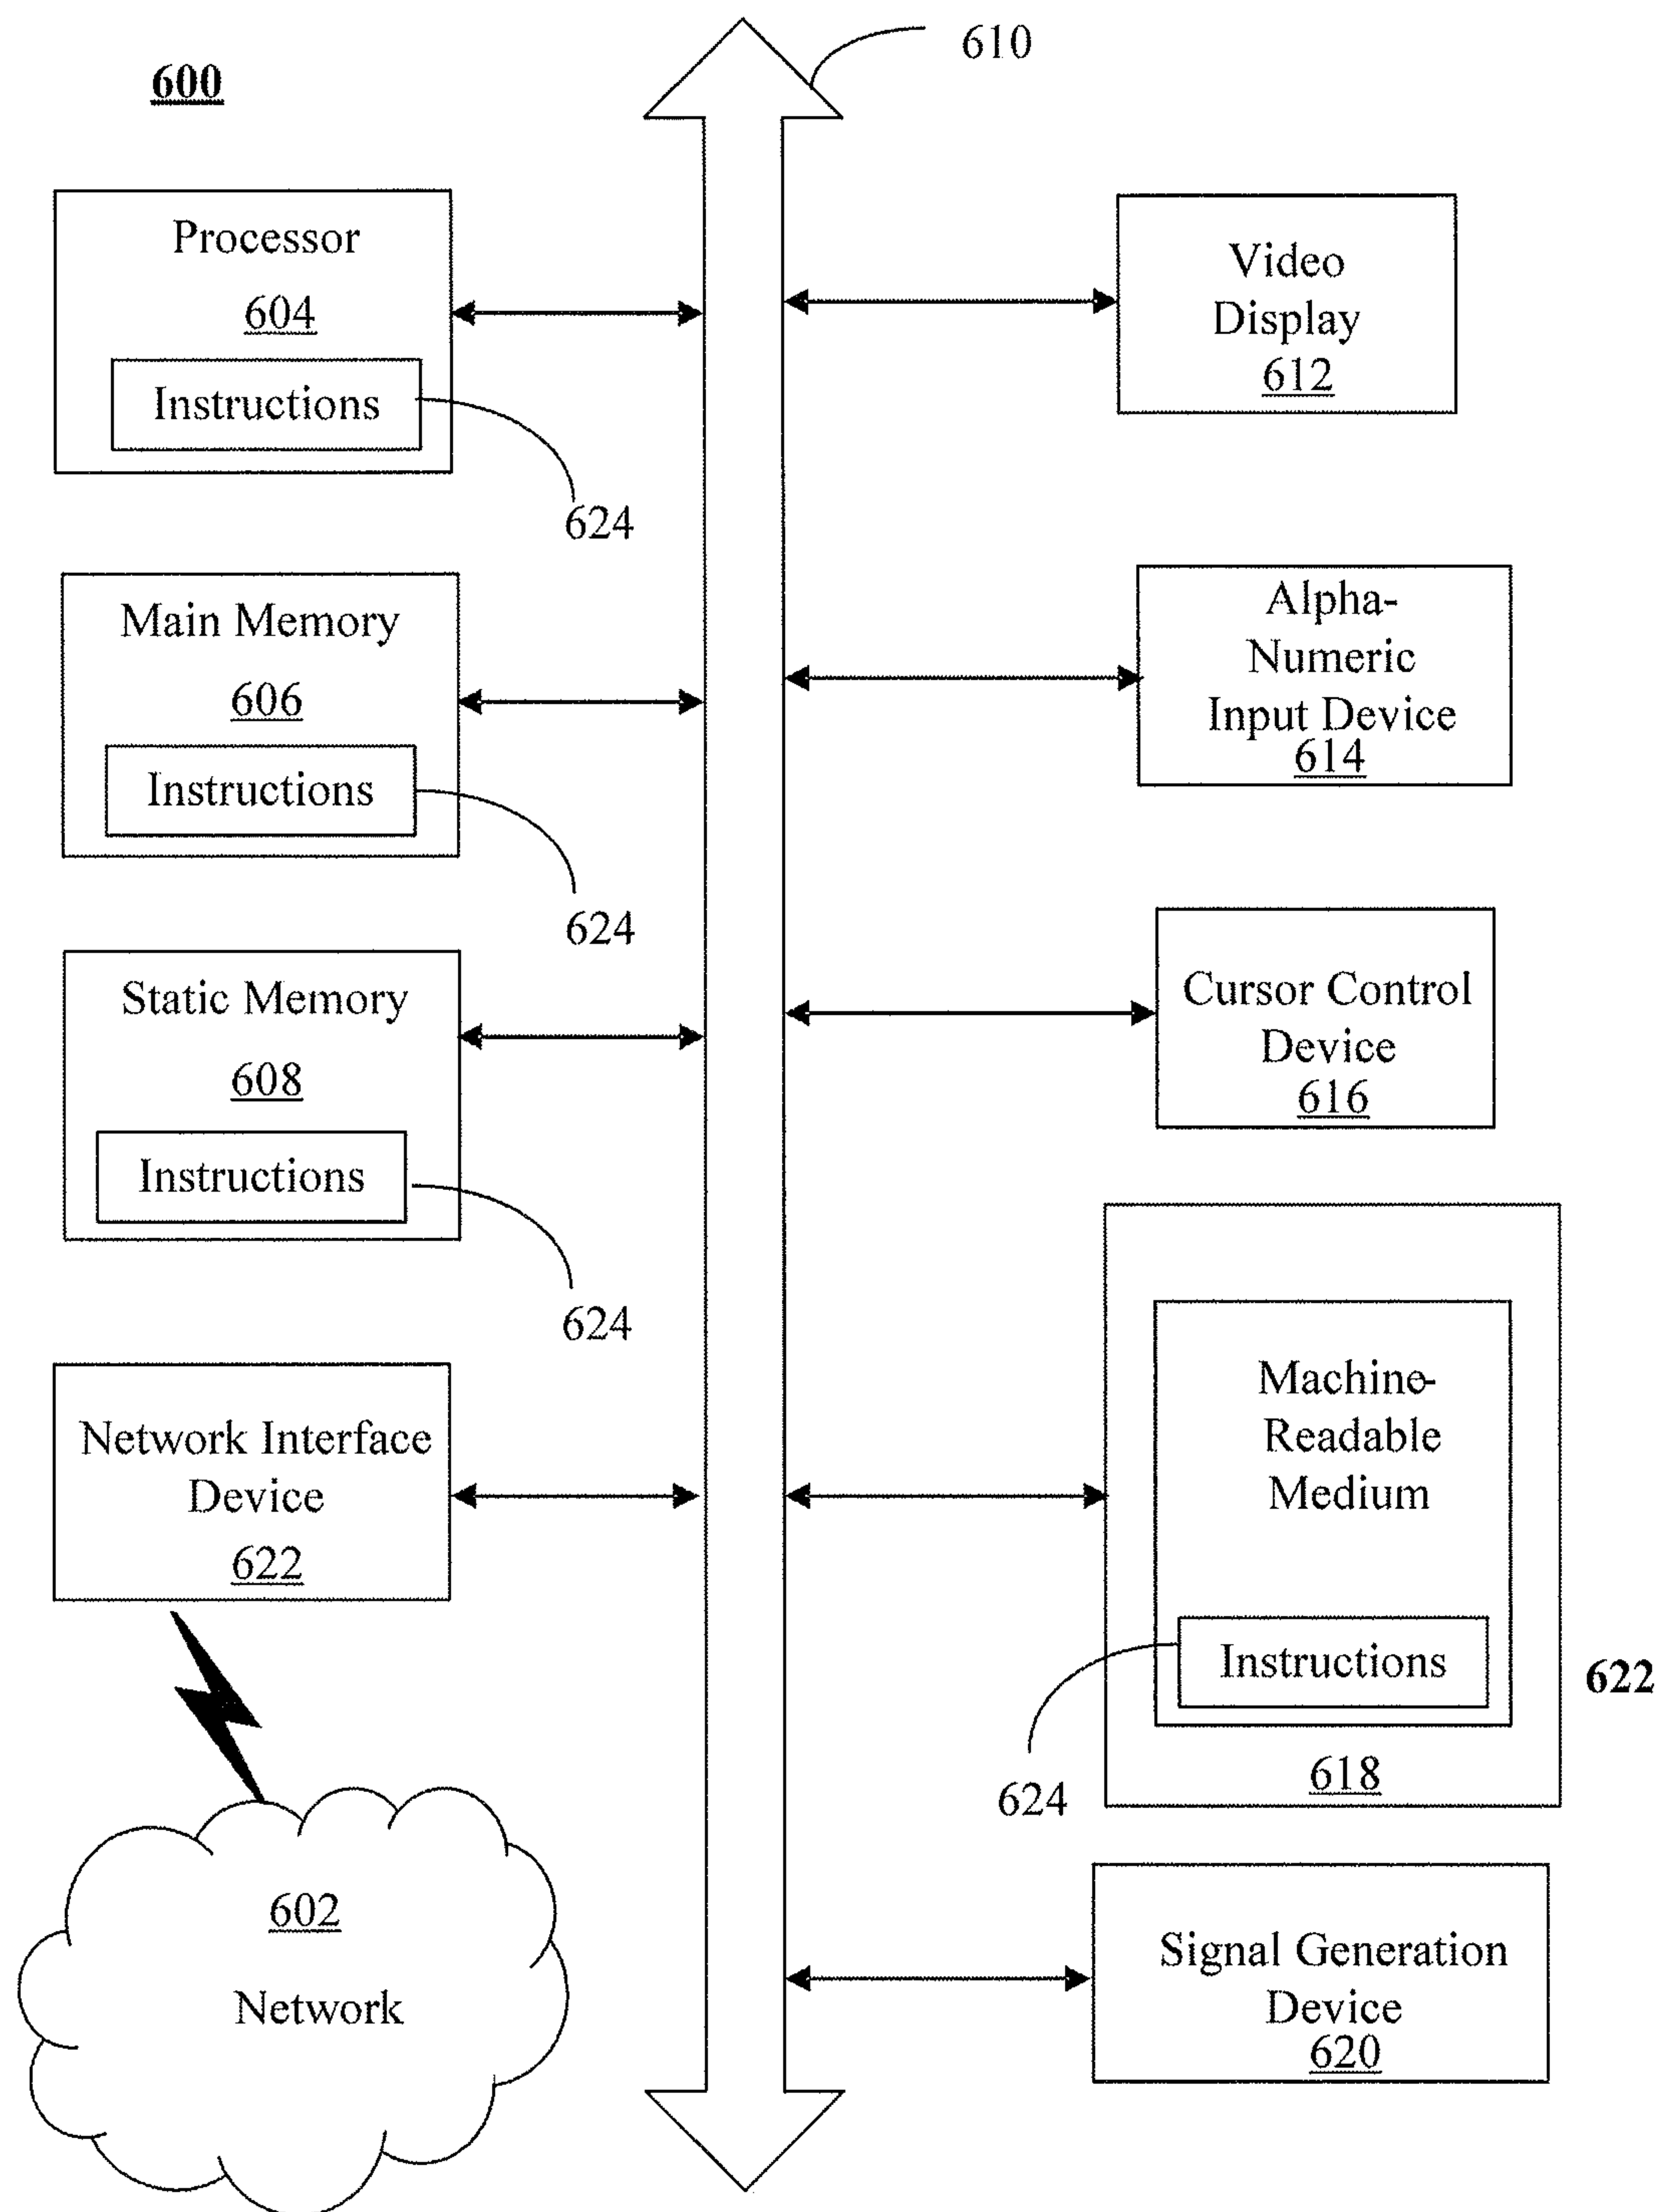 600
610
Processor
604
Instructions
624
Main Memory
606
Instructions
624
Static Memory
608
Instructions
624
Network Interface
Device
622
602
Network
Video
Display
612
Alpha-
Numeric
Input Device
614
Cursor Control
Device
616
Machine-
Readable
Medium
Instructions
622
624
618
Signal Generation
Device
620